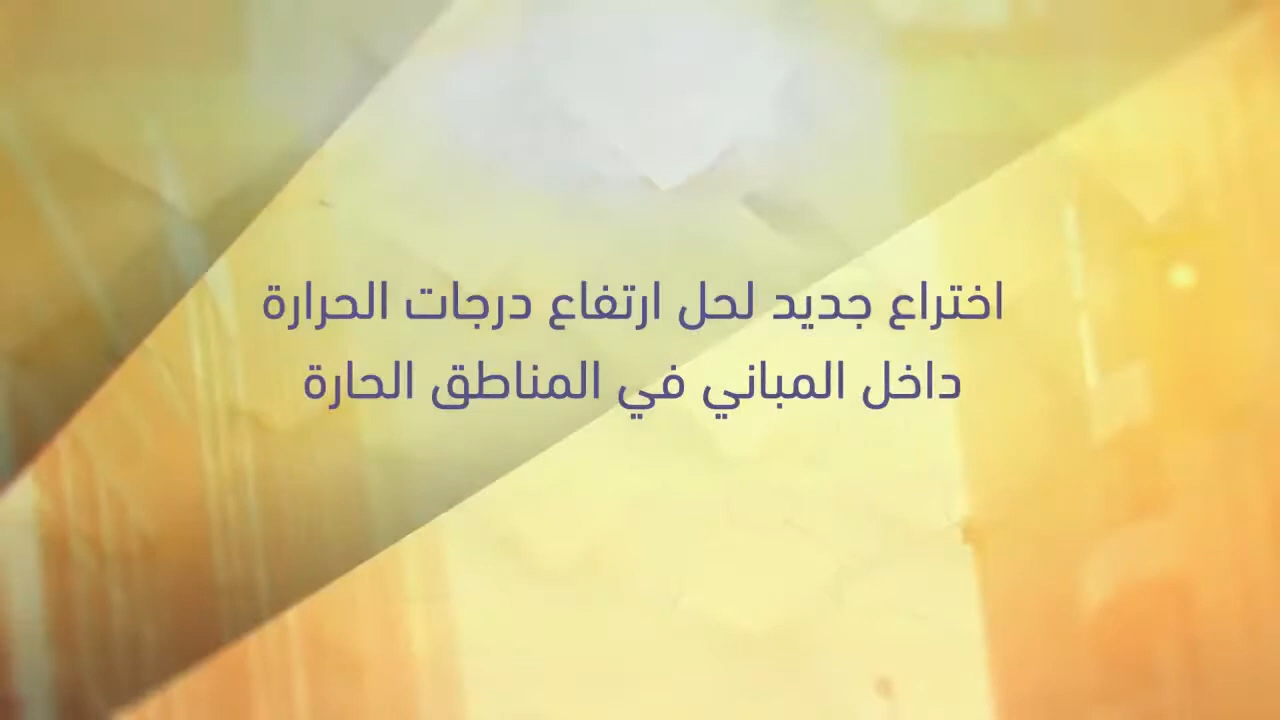 اختراع جديد لحل ارتفاع درجات الحرارة
داخل المباني في المناطق الحارة